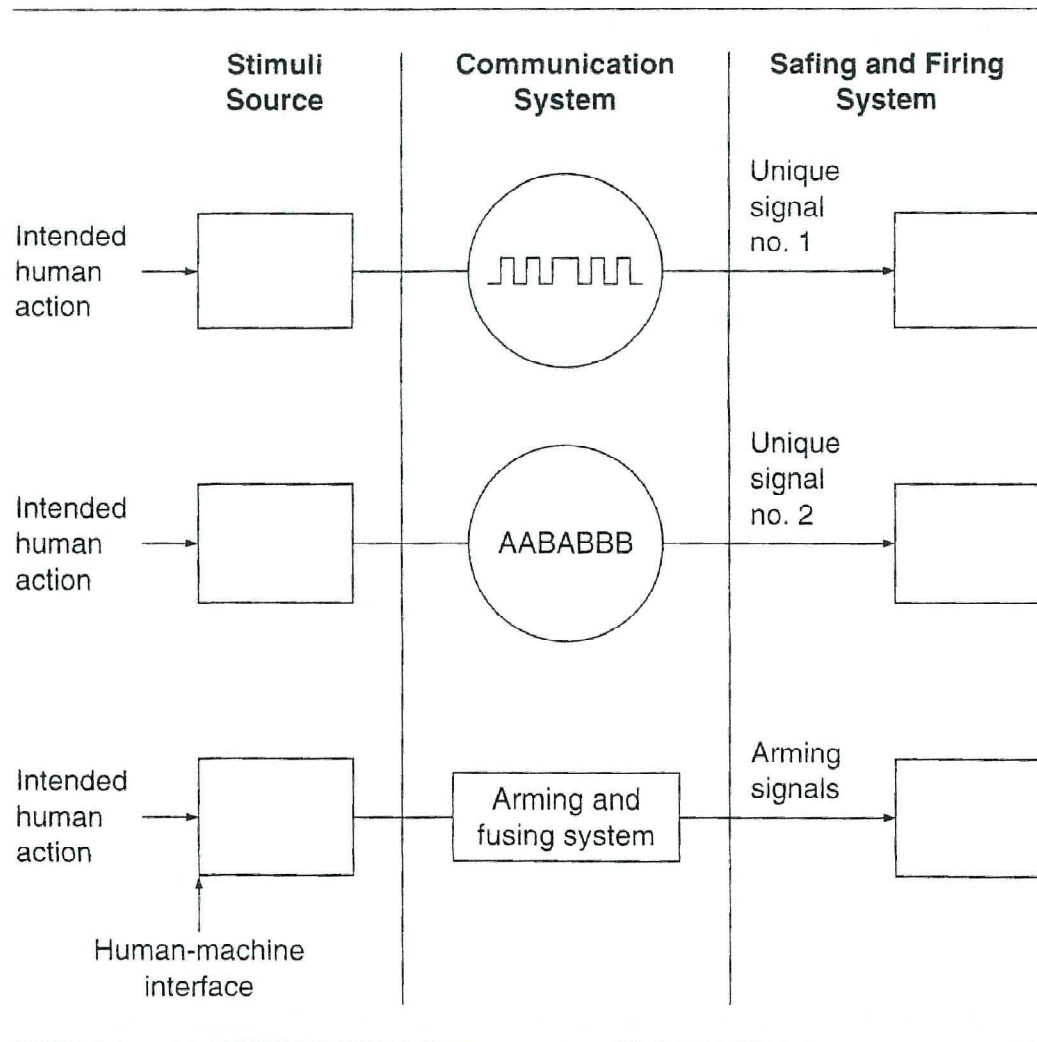 Stimuli
Source
Communication
System
Safing and Firing
System
Intended
human
action
Unique
signal
no. 1
Intended
human
action
AABABBB
Unique
signal
no. 2
Intended
human
action
Arming and
fusing system
Arming
signals
Human-machine
interface